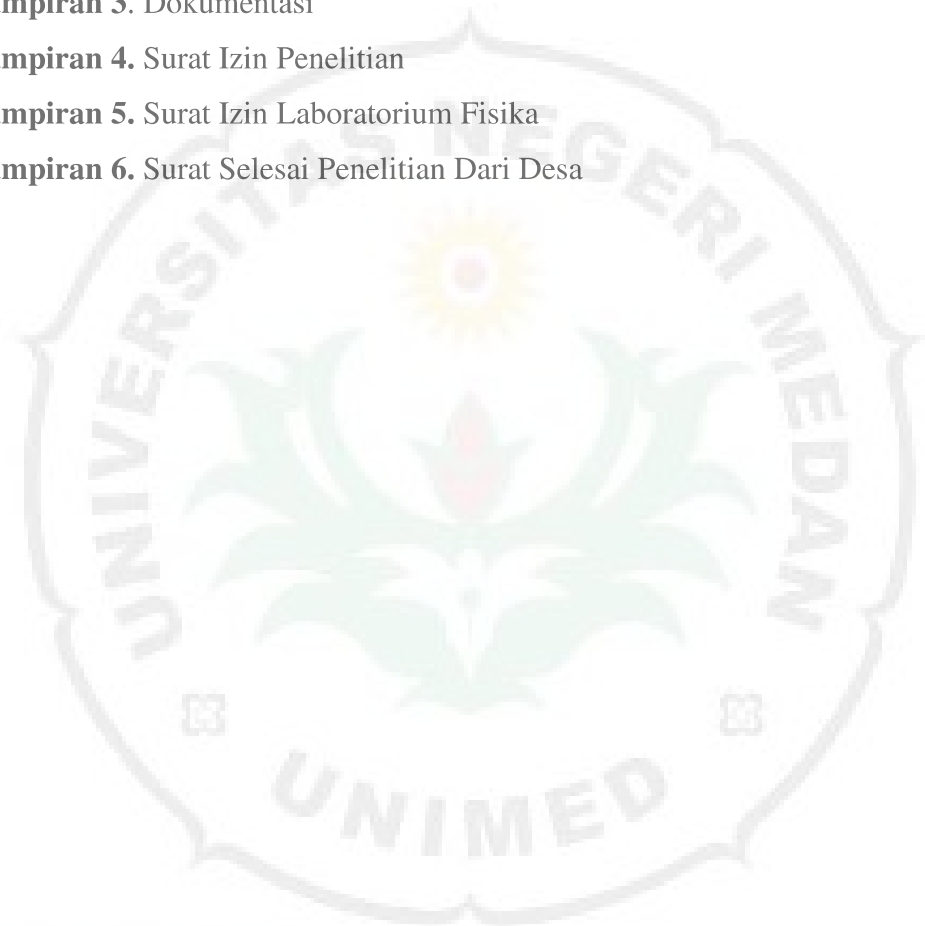 mpiran 3. Dokumentasi
mpiran 4. Surat Izin Penelitian
mpiran 5. Surat Izin Laboratorium Fisika
mpiran 6. Surat Selesai Penelitian Dari Desa
UNIVERSITAS NEGERI MEDAN
UNIMED